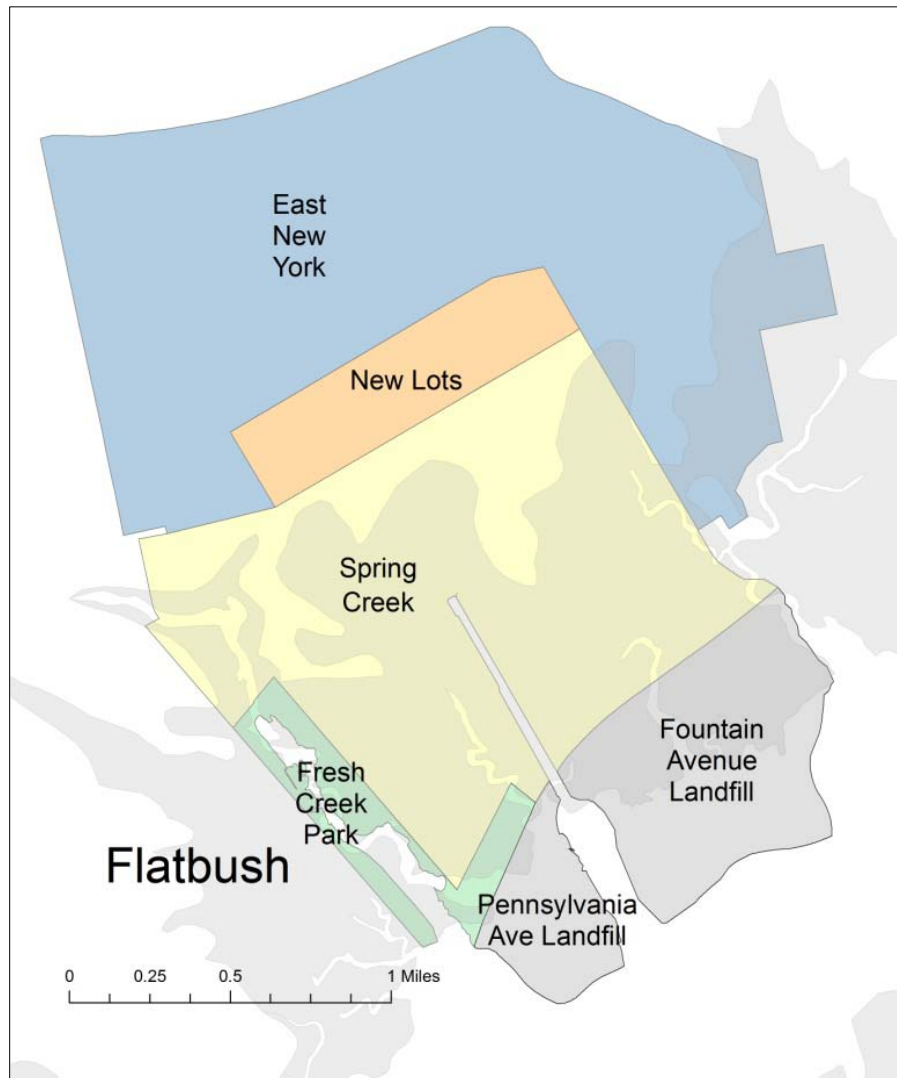 East
New
York
New Lots
Spring
Creek
Fountain
Avenue
Landfill
Fresh
Creek
Park
Flatbush
Pennsylvania
Ave Landfill
0 0.25 0.5 1 Miles